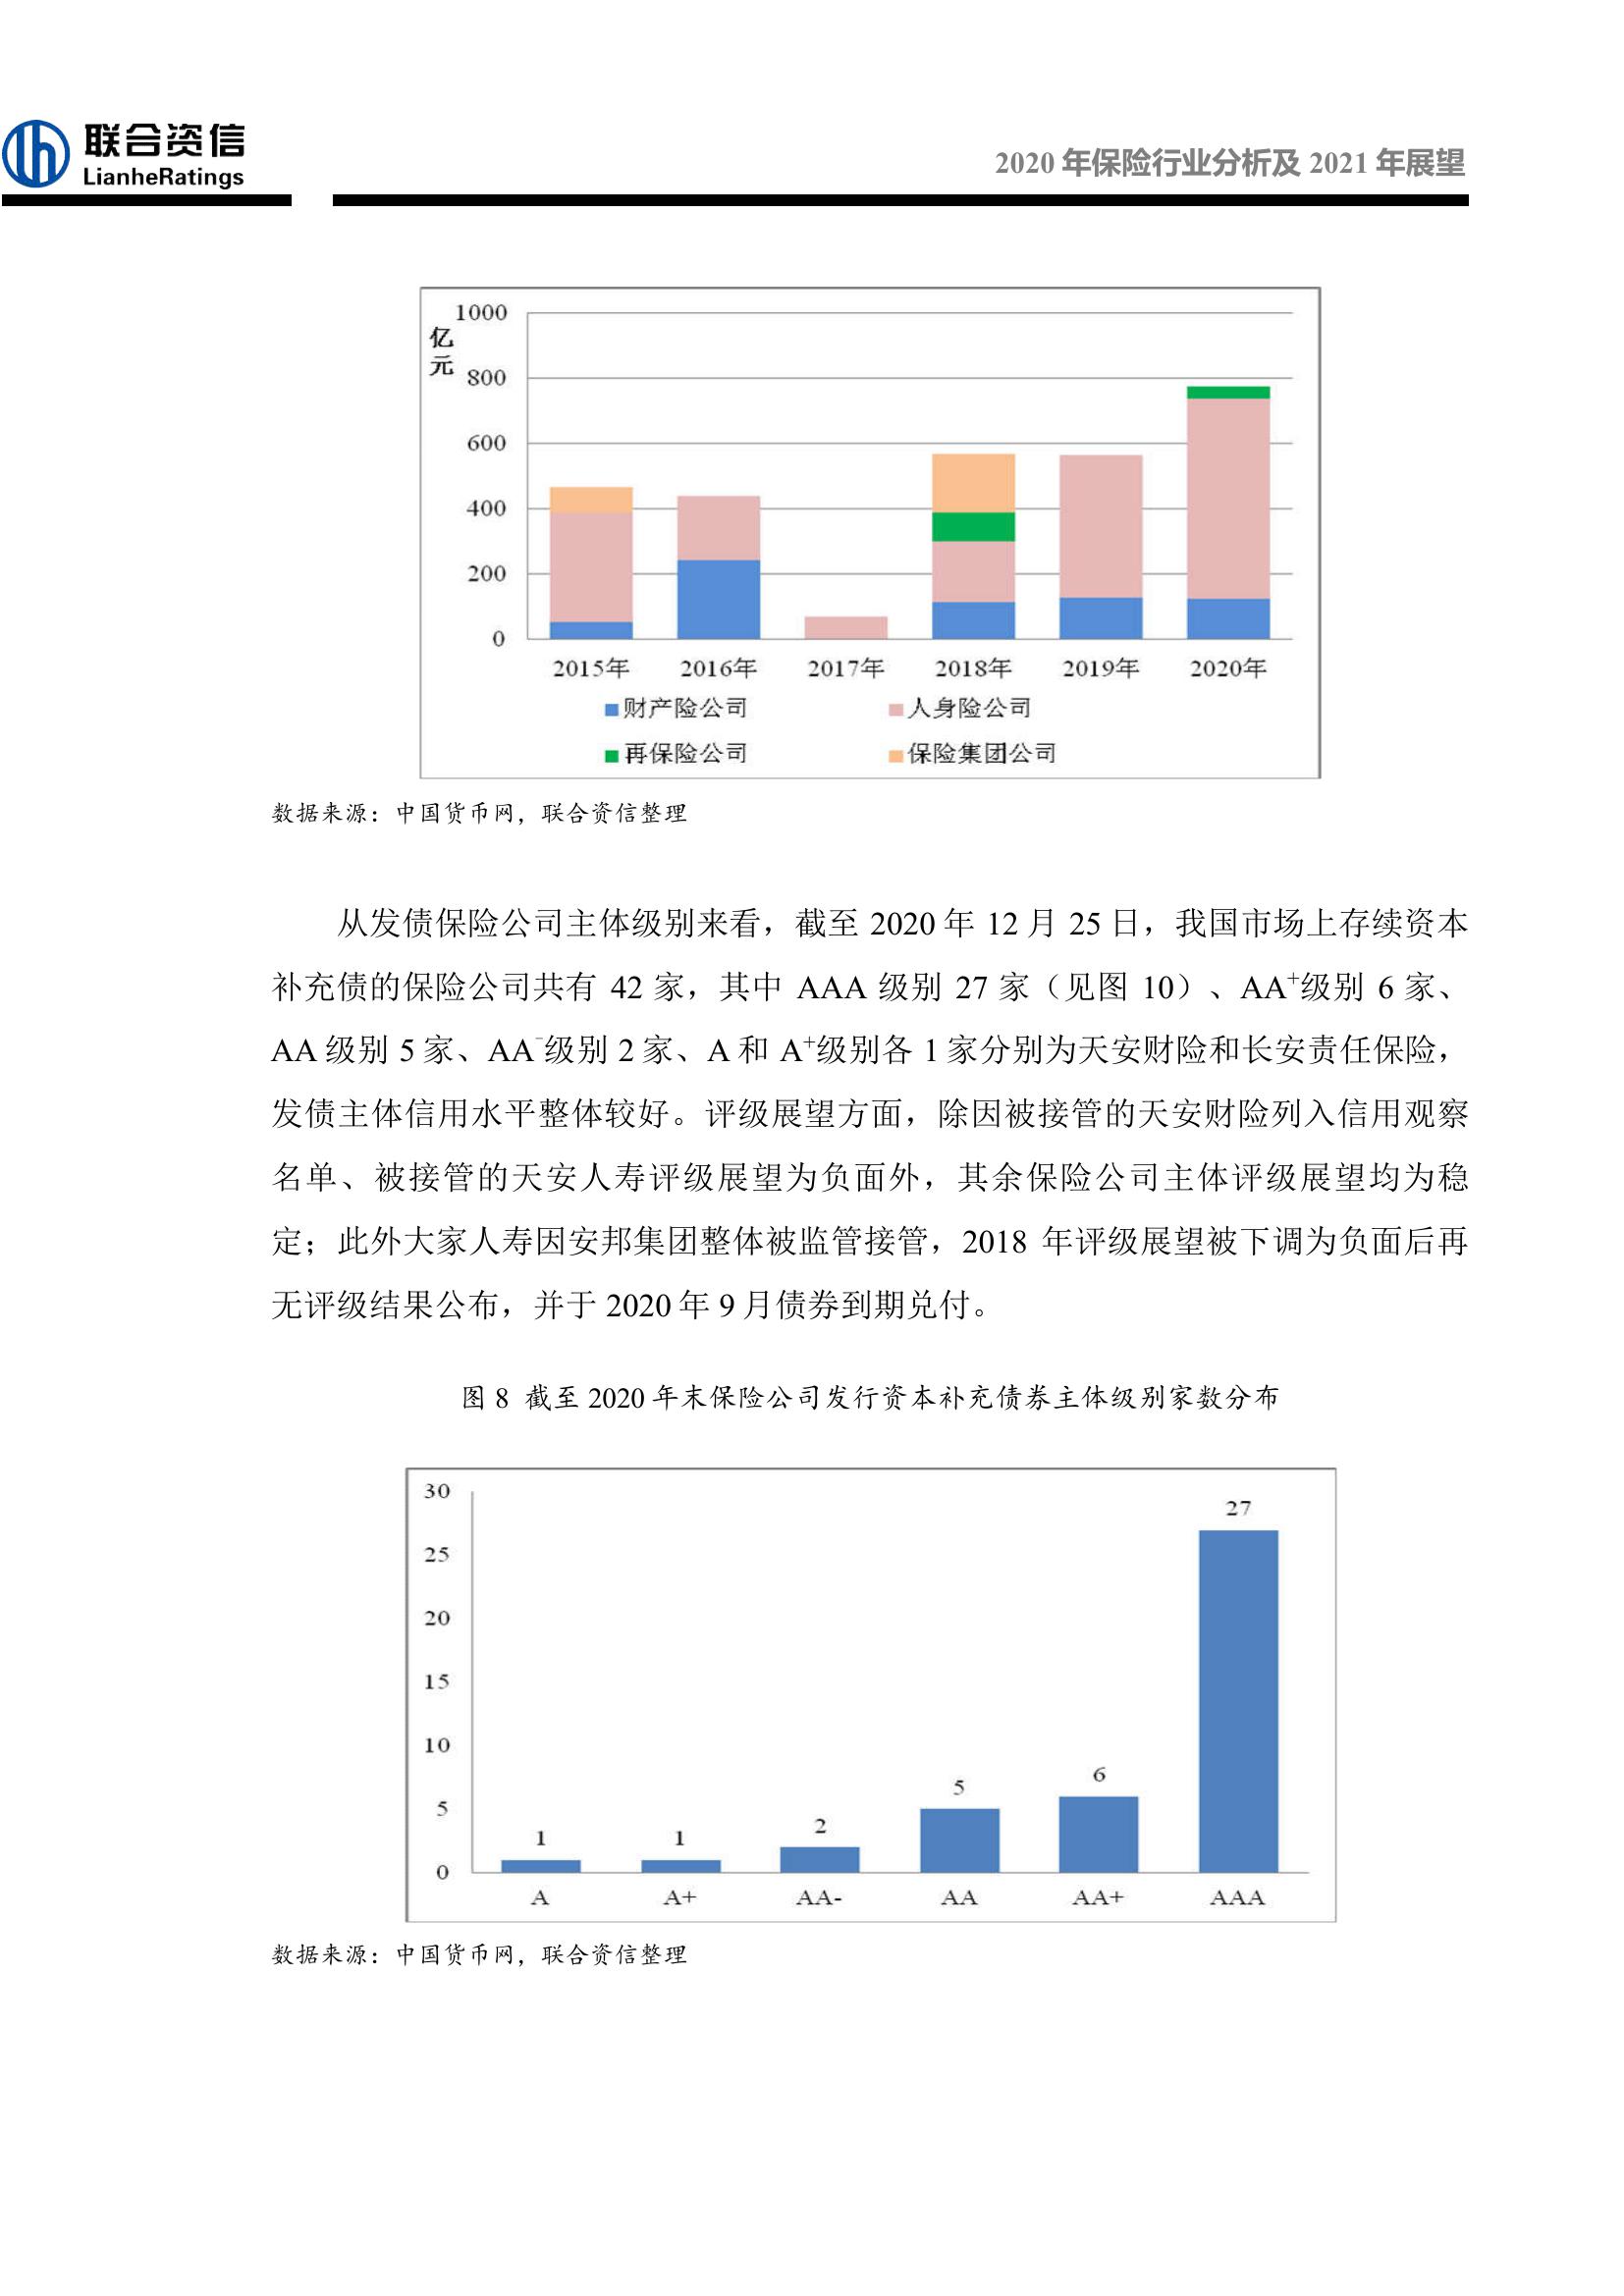 联合资信
LianheRatings
2020 年保险行业分析及 2021 年展望
1000
亿元
800
600
400
200
0
2015年 2016年 2017年 2018年 2019年 2020年
财产险公司 人身险公司
再保险公司 保险集团公司
数据来源：中国货币网，联合资信整理
从发债保险公司主体级别来看，截至 2020 年 12 月 25 日，我国市场上存续资本
补充债的保险公司共有 42 家，其中 AAA 级别 27 家（见图 10）、AA⁺级别 6 家、
AA 级别 5 家、AA⁻级别 2 家、A 和 A⁺级别各 1 家分别为天安财险和长安责任保险，
发债主体信用水平整体较好。评级展望方面，除因被接管的天安财险列入信用观察
名单、被接管的天安人寿评级展望为负面外，其余保险公司主体评级展望均为稳
定；此外大家人寿因安邦集团整体被监管接管，2018 年评级展望被下调为负面后再
无评级结果公布，并于 2020 年 9 月债券到期兑付。
图 8 截至 2020 年末保险公司发行资本补充债券主体级别家数分布
30
25
20
15
10
5
0
1 1 2 5 6 27
A A+ AA- AA AA+ AAA
数据来源：中国货币网，联合资信整理